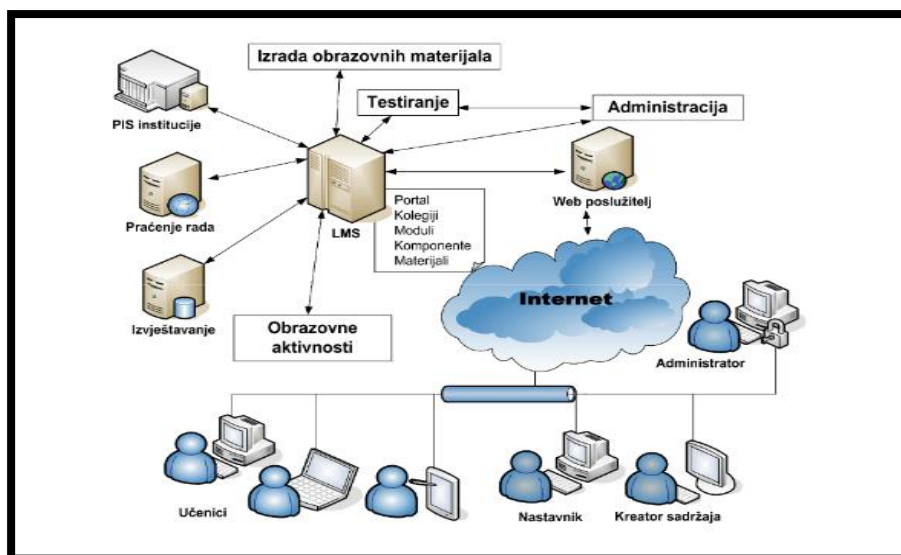 Izrada obrazovnih materijala
Testiranje
Administracija
PIS institucije
Praćenje rada
LMS
Portal
Kolegiji
Moduli
Komponente
Materijali
Web poslužitelj
Izvještavanje
Obrazovne
aktivnosti
Internet
Administrator
Učenici
Nastavnik
Kreator sadržaja